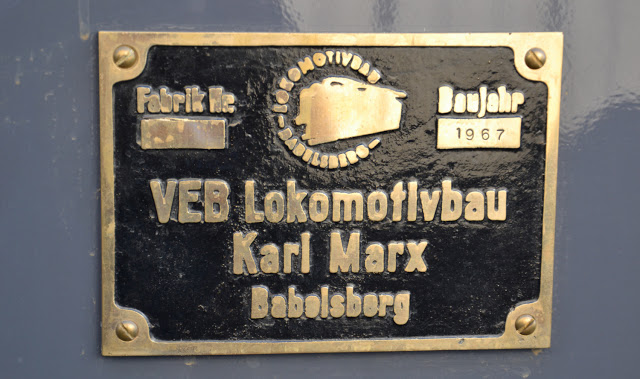 Fabrik Nr.
LOKOMOTIVBAU
BABELSBERG
Baujahr
1967
VEB Lokomotivbau
Karl Marx
Babelsberg